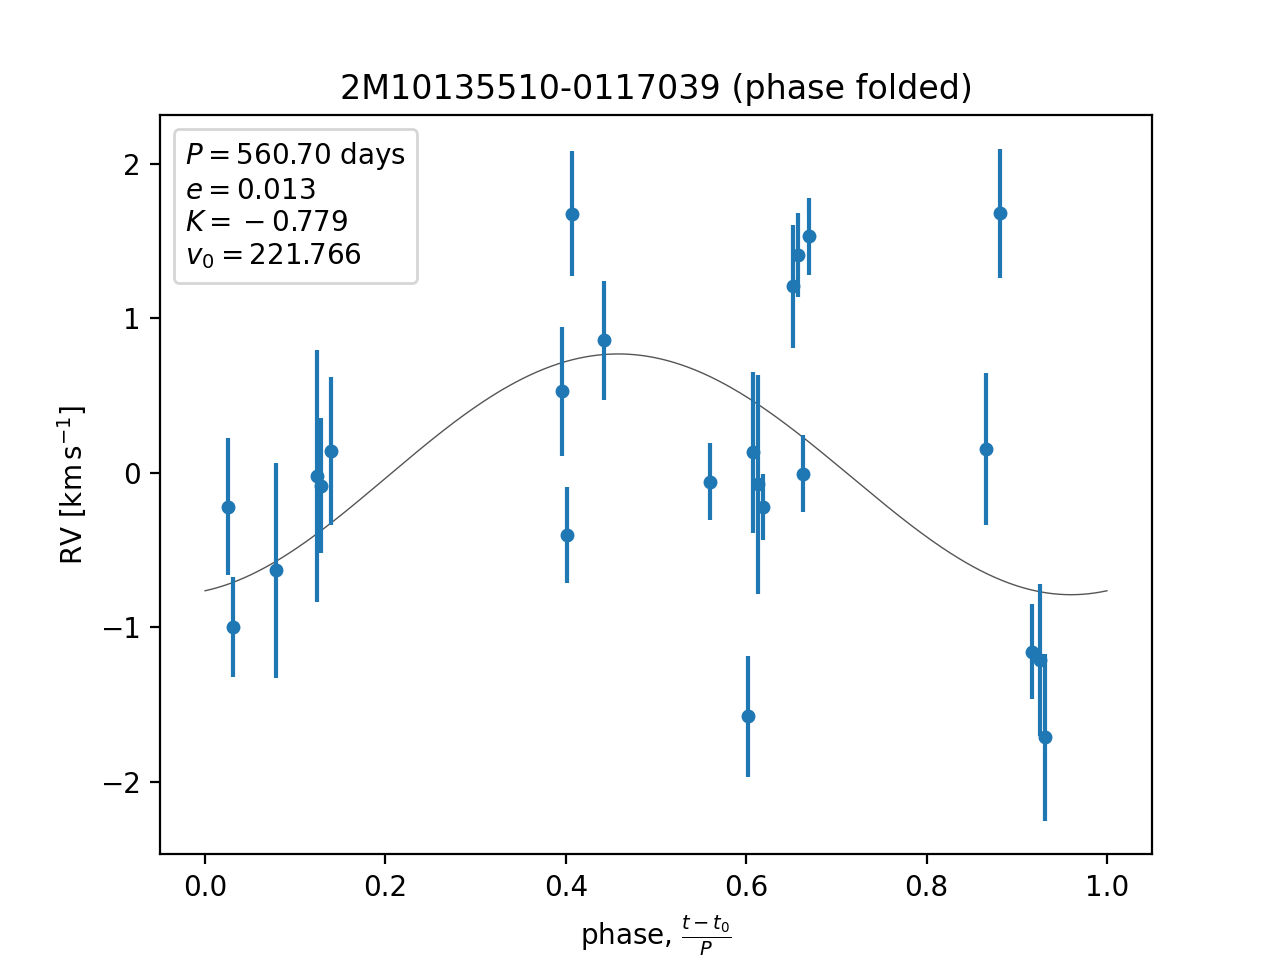 2M10135510-0117039 (phase folded)
P = 560.70 days
e = 0.013
K = −0.779
v₀ = 221.766
2
1
0
−1
−2
RV [km s⁻¹]
0.0 0.2 0.4 0.6 0.8 1.0
phase, (t − t₀)/P